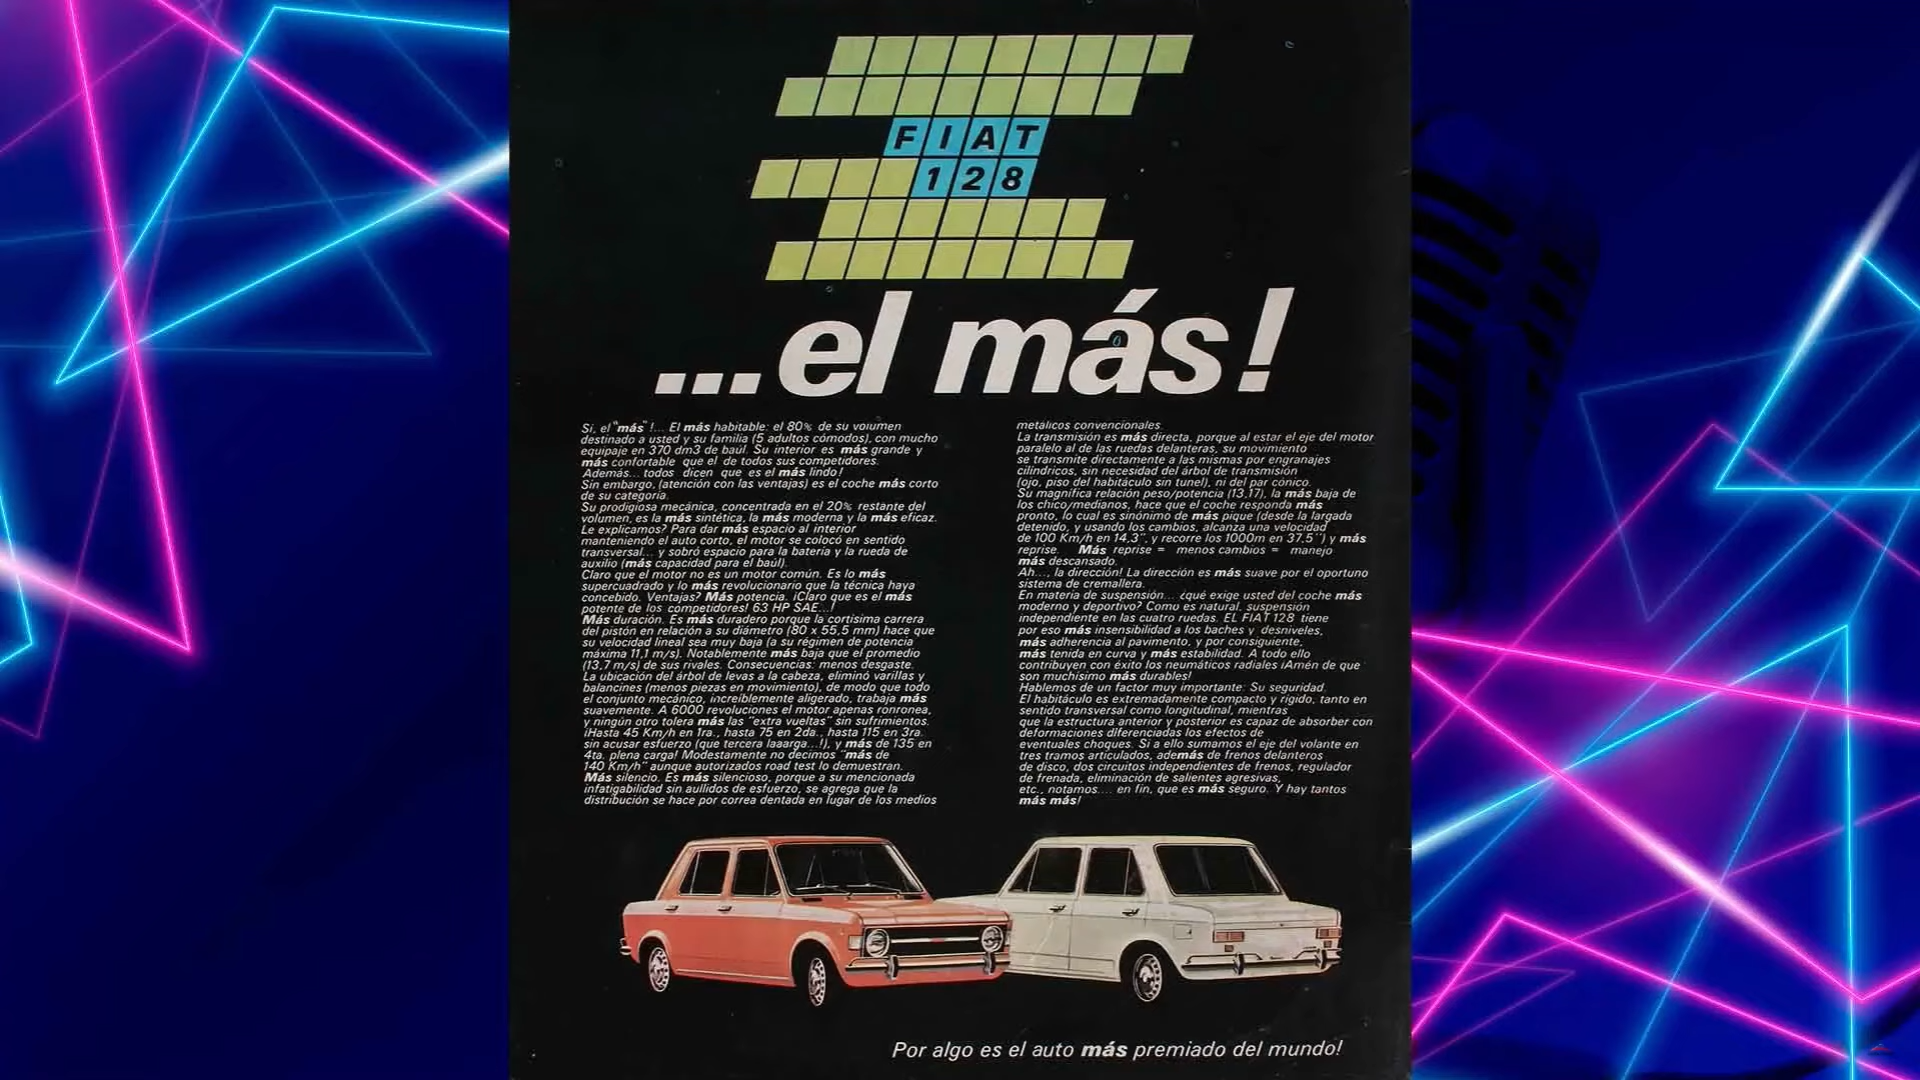 FIAT
128
...el más!
Si, el "más"!... El más habitable: el 80% de su volumen
destinado a usted y su familia (5 adultos cómodos), con mucho
equipaje en 370 dm3 de baúl. Su interior es más grande y
más confortable que el de todos sus competidores.
Además... todos dicen que es el más lindo!
Sin embargo, (atención con las ventajas) es el coche más corto
de su categoría.
Su prodigiosa mecánica, concentrada en el 20% restante del
volumen, es la más sintética, la más moderna y la más eficaz.
Le explicamos? Para dar más espacio al interior
manteniendo el auto corto, el motor se colocó en sentido
transversal... y sobró espacio para la batería y la rueda de
auxilio (más capacidad para el baúl).
Claro que el motor no es un motor común. Es lo más
supercuadrado y lo más revolucionario que la técnica haya
concebido. Ventajas? Más potencia. ¡Claro que es el más
potente de los competidores! 63 HP SAE...!
Más duración. Es más duradero porque la cortísima carrera
del pistón en relación a su diámetro (80 x 55,5 mm) hace que
su velocidad lineal sea muy baja (a su régimen de potencia
máxima 11,1 m/s). Notablemente más baja que el promedio
(13,7 m/s) de sus rivales. Consecuencias: menos desgaste.
La ubicación del árbol de levas a la cabeza, eliminó varillas y
balancines (menos piezas en movimiento), de modo que todo
el conjunto mecánico, increíblemente aligerado, trabaja más
suavemente. A 6000 revoluciones el motor apenas ronronea,
y ningún otro tolera más las "extra vueltas" sin sufrimientos.
¡Hasta 45 Km/h en 1ra., hasta 75 en 2da., hasta 115 en 3ra.
sin acusar esfuerzo (que tercera laaarga...!), y más de 135 en
4ta. plena carga! Modestamente no decimos "más de
140 Km/h" aunque autorizados road test lo demuestran.
Más silencio. Es más silencioso, porque a su mencionada
infatigabilidad sin aullidos de esfuerzo, se agrega que la
distribución se hace por correa dentada en lugar de los medios
metálicos convencionales.
La transmisión es más directa, porque al estar el eje del motor
paralelo al de las ruedas delanteras, su movimiento
se transmite directamente a las mismas por engranajes
cilíndricos, sin necesidad del árbol de transmisión
(ojo, piso del habitáculo sin tunel), ni del par cónico.
Su magnífica relación peso/potencia (13,17), la más baja de
los chico/medianos, hace que el coche responda más
pronto, lo cual es sinónimo de más pique (desde la largada
detenido, y usando los cambios, alcanza una velocidad
de 100 Km/h en 14,3", y recorre los 1000m en 37,5") y más
reprise. Más reprise = menos cambios = manejo
más descansado.
Ah..., la dirección! La dirección es más suave por el oportuno
sistema de cremallera.
En materia de suspensión... ¿qué exige usted del coche más
moderno y deportivo? Como es natural, suspensión
independiente en las cuatro ruedas. EL FIAT 128 tiene
por eso más insensibilidad a los baches y desniveles,
más adherencia al pavimento, y por consiguiente,
más tenida en curva y más estabilidad. A todo ello
contribuyen con éxito los neumáticos radiales ¡Amén de que
son muchísimo más durables!
Hablemos de un factor muy importante: Su seguridad.
El habitáculo es extremadamente compacto y rígido, tanto en
sentido transversal como longitudinal, mientras
que la estructura anterior y posterior es capaz de absorber con
deformaciones diferenciadas los efectos de
eventuales choques. Si a ello sumamos el eje del volante en
tres tramos articulados, además de frenos delanteros
de disco, dos circuitos independientes de frenos, regulador
de frenada, eliminación de salientes agresivas,
etc., notamos.... en fin, que es más seguro. Y hay tantos
más más!
Por algo es el auto más premiado del mundo!